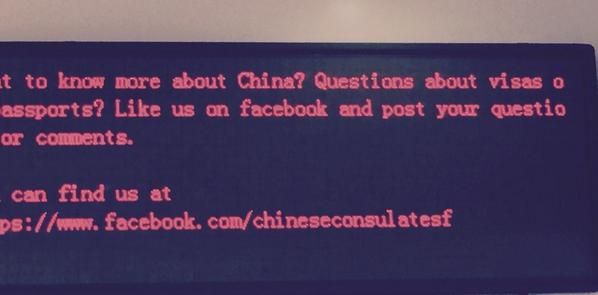 t to know more about China? Questions about visas o
assports? Like us on facebook and post your questio
or comments.
can find us at
ps://www.facebook.com/chineseconsulatesf